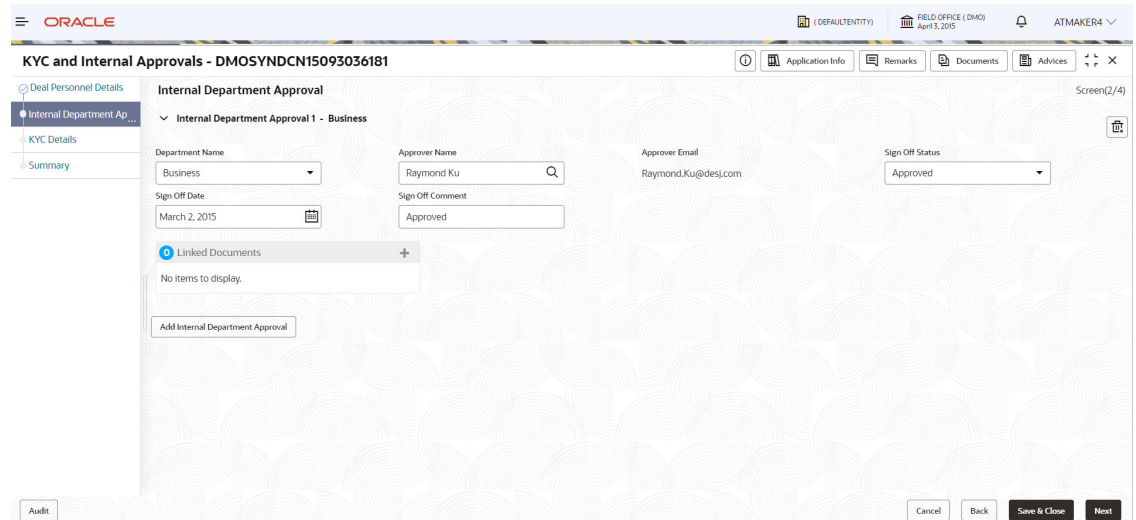 ORACLE
( DEFAULTENTITY)
FIELD OFFICE ( DMO)
April 3, 2015
ATMAKER4
KYC and Internal Approvals - DMOSYNDCN15093036181
Application Info
Remarks
Documents
Advices
Deal Personnel Details
Internal Department Ap...
KYC Details
Summary
Internal Department Approval
Screen(2/4)
Internal Department Approval 1 - Business
Department Name
Approver Name
Approver Email
Sign Off Status
Business
Raymond Ku
Raymond.Ku@desj.com
Approved
Sign Off Date
Sign Off Comment
March 2, 2015
Approved
0 Linked Documents
No items to display.
Add Internal Department Approval
Audit
Cancel
Back
Save & Close
Next